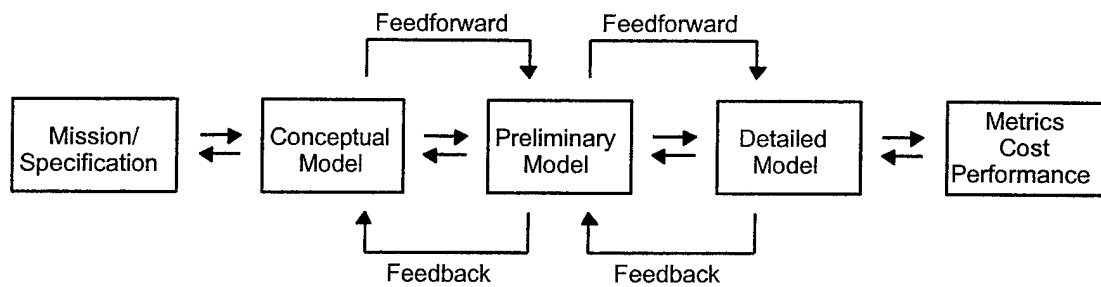 Feedforward
Feedforward
Mission/
Specification
Conceptual
Model
Preliminary
Model
Detailed
Model
Metrics
Cost
Performance
Feedback
Feedback